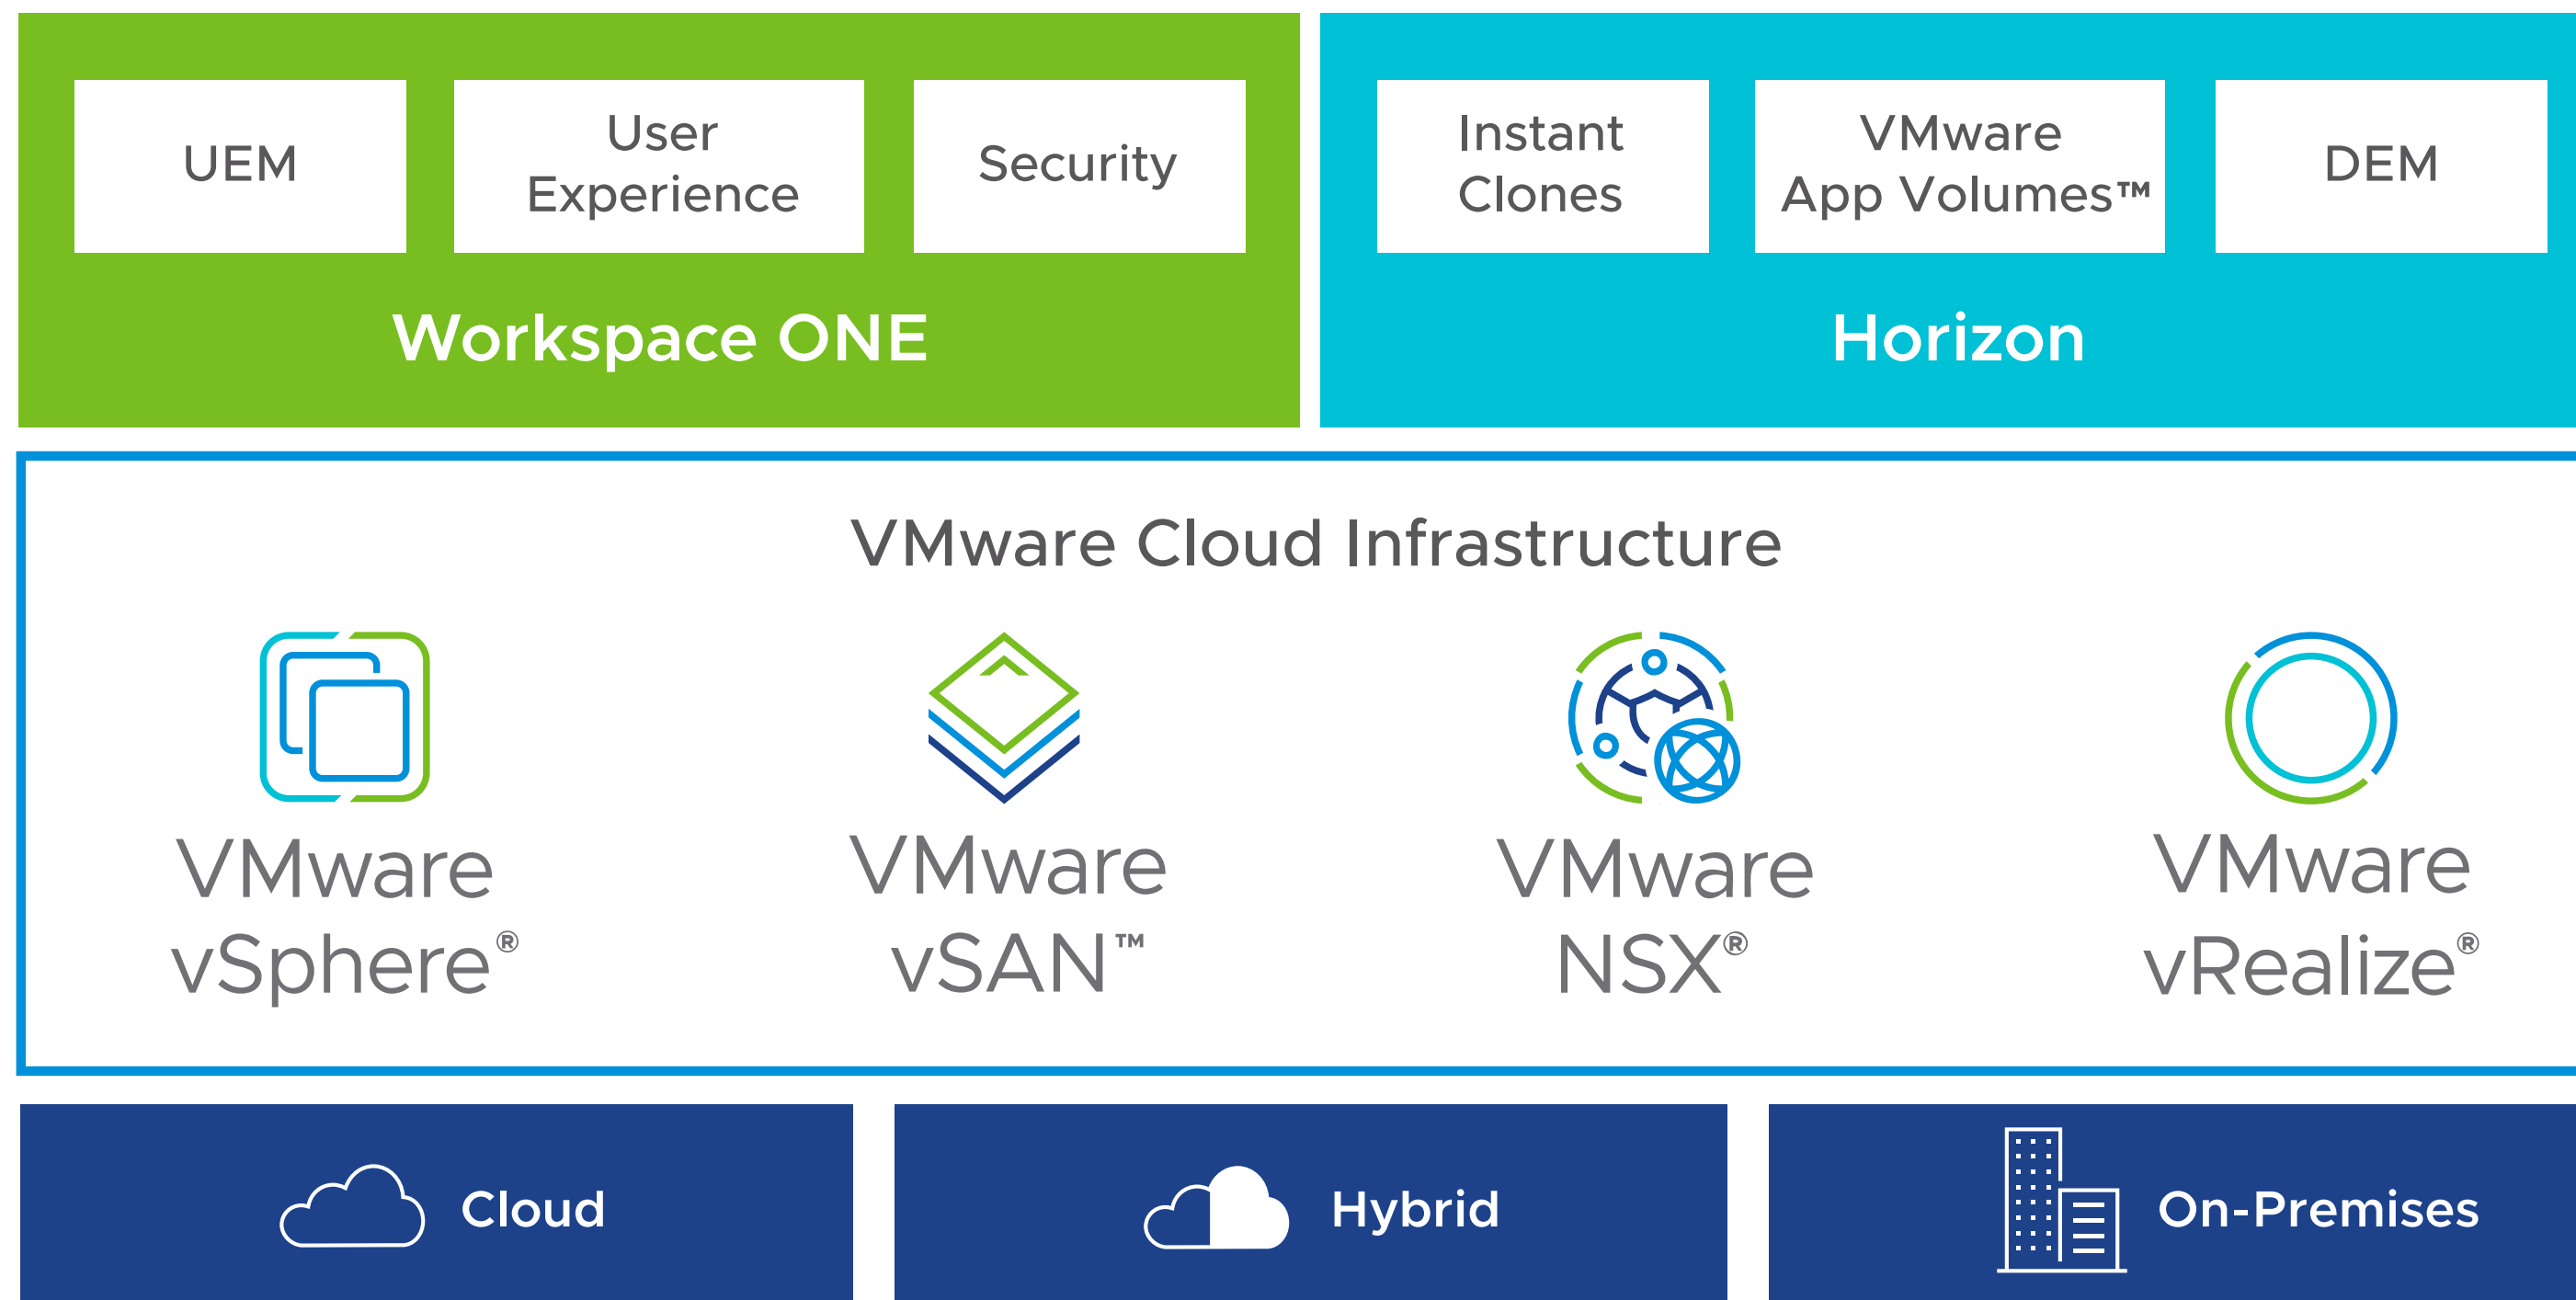 UEM
User
Experience
Security
Workspace ONE
Instant
Clones
VMware
App Volumes™
DEM
Horizon
VMware Cloud Infrastructure
VMware
vSphere®
VMware
vSAN™
VMware
NSX®
VMware
vRealize®
Cloud
Hybrid
On-Premises